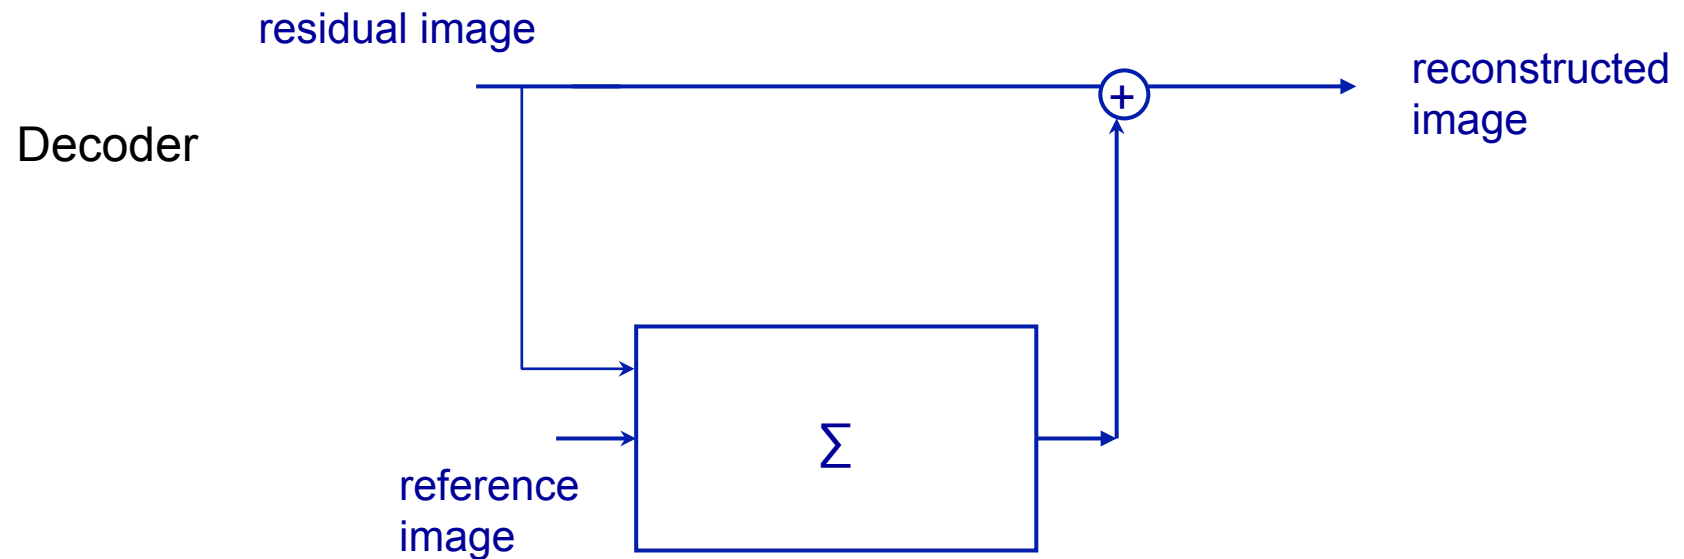 residual image
reconstructed
image
+
Decoder
Σ
reference
image